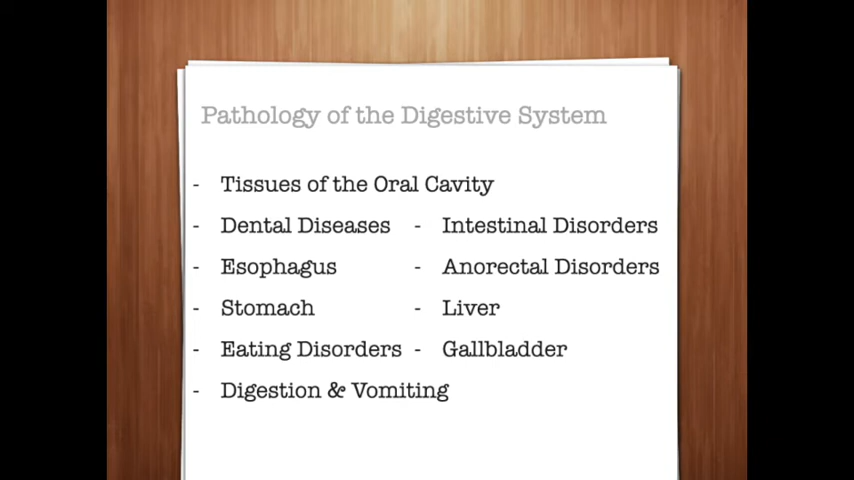 Pathology of the Digestive System
- Tissues of the Oral Cavity
- Dental Diseases - Intestinal Disorders
- Esophagus - Anorectal Disorders
- Stomach - Liver
- Eating Disorders - Gallbladder
- Digestion & Vomiting